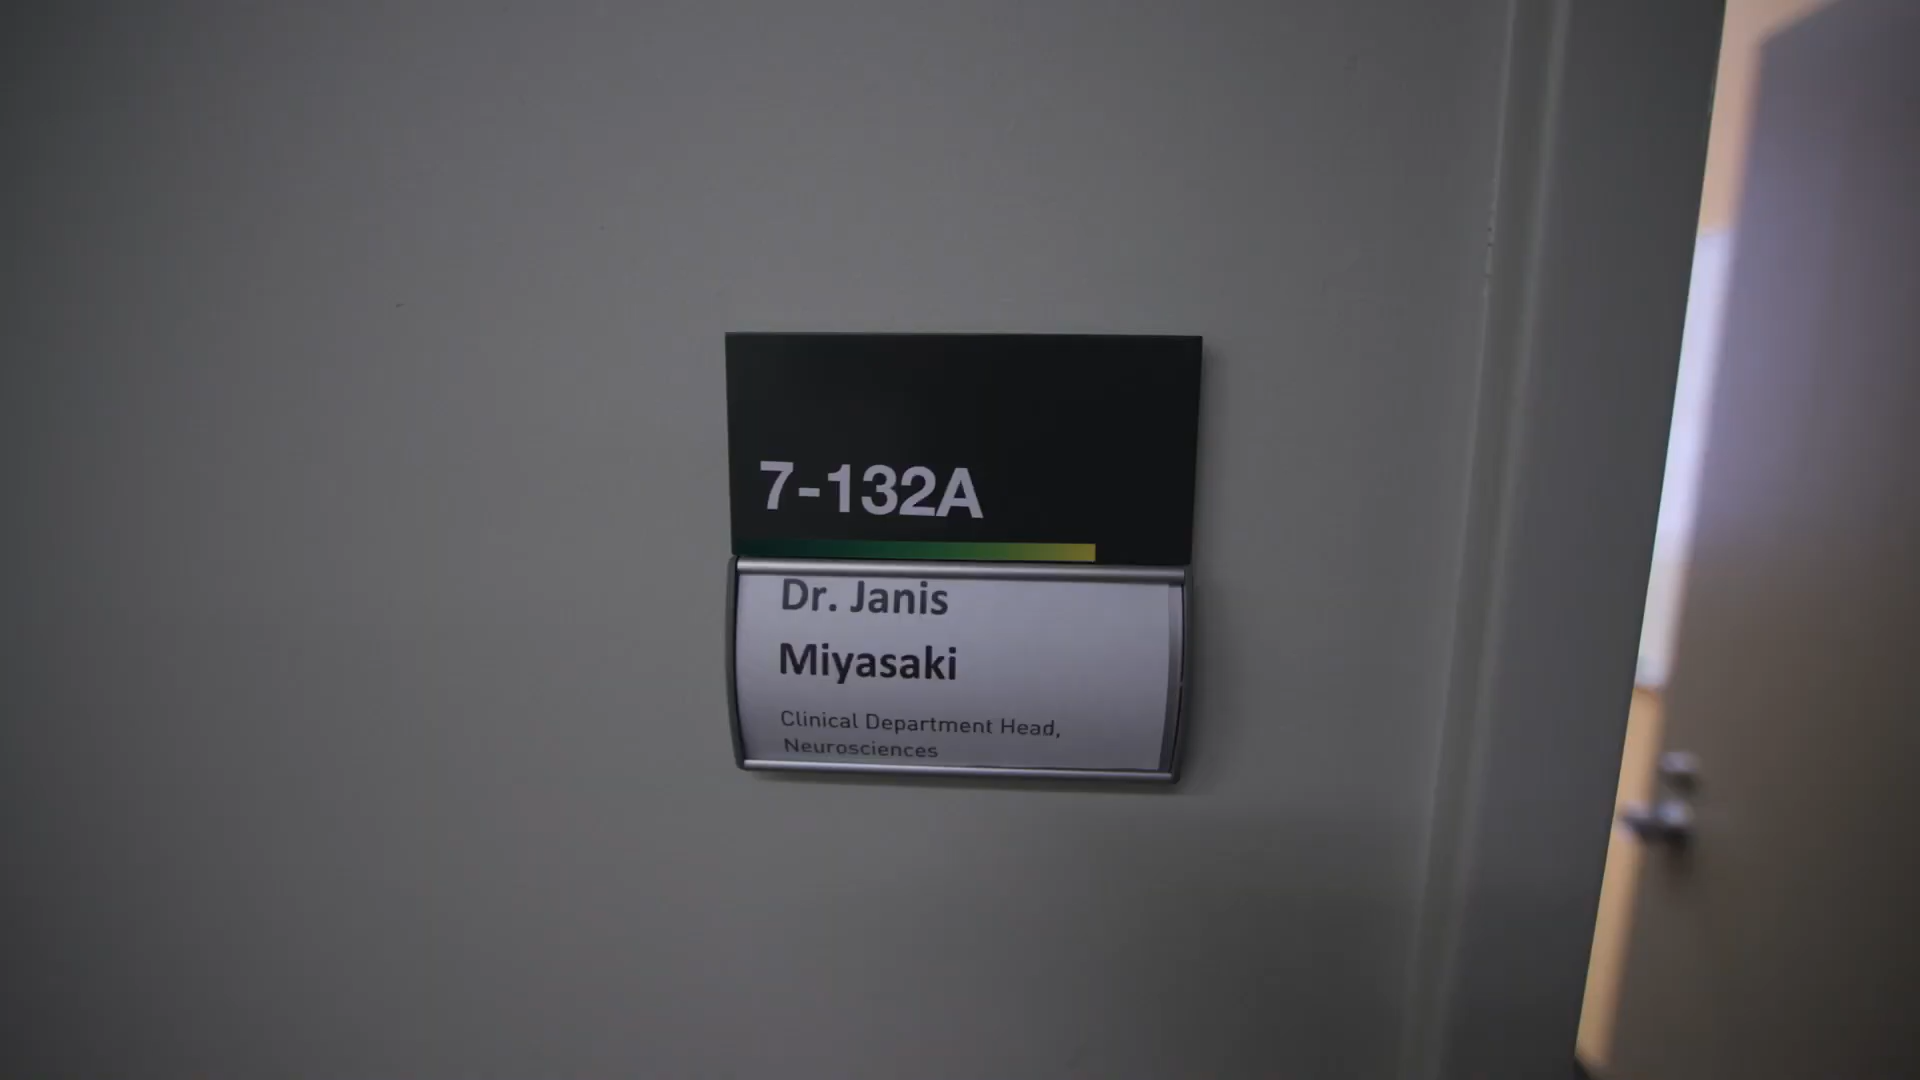 7-132A
Dr. Janis
Miyasaki
Clinical Department Head,
Neurosciences